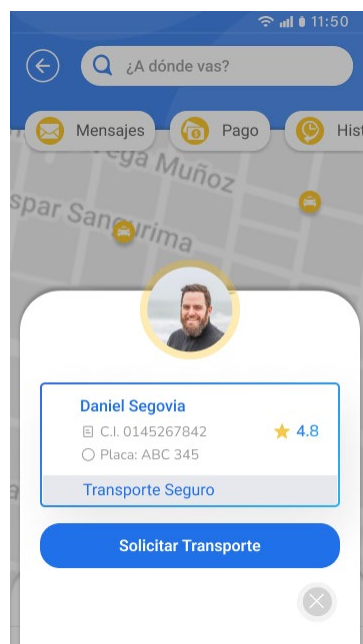 11:50
¿A dónde vas?
Mensajes
Pago
Hist
Vega Muñoz
spar Sangurima
Daniel Segovia
C.I. 0145267842
4.8
Placa: ABC 345
Transporte Seguro
Solicitar Transporte